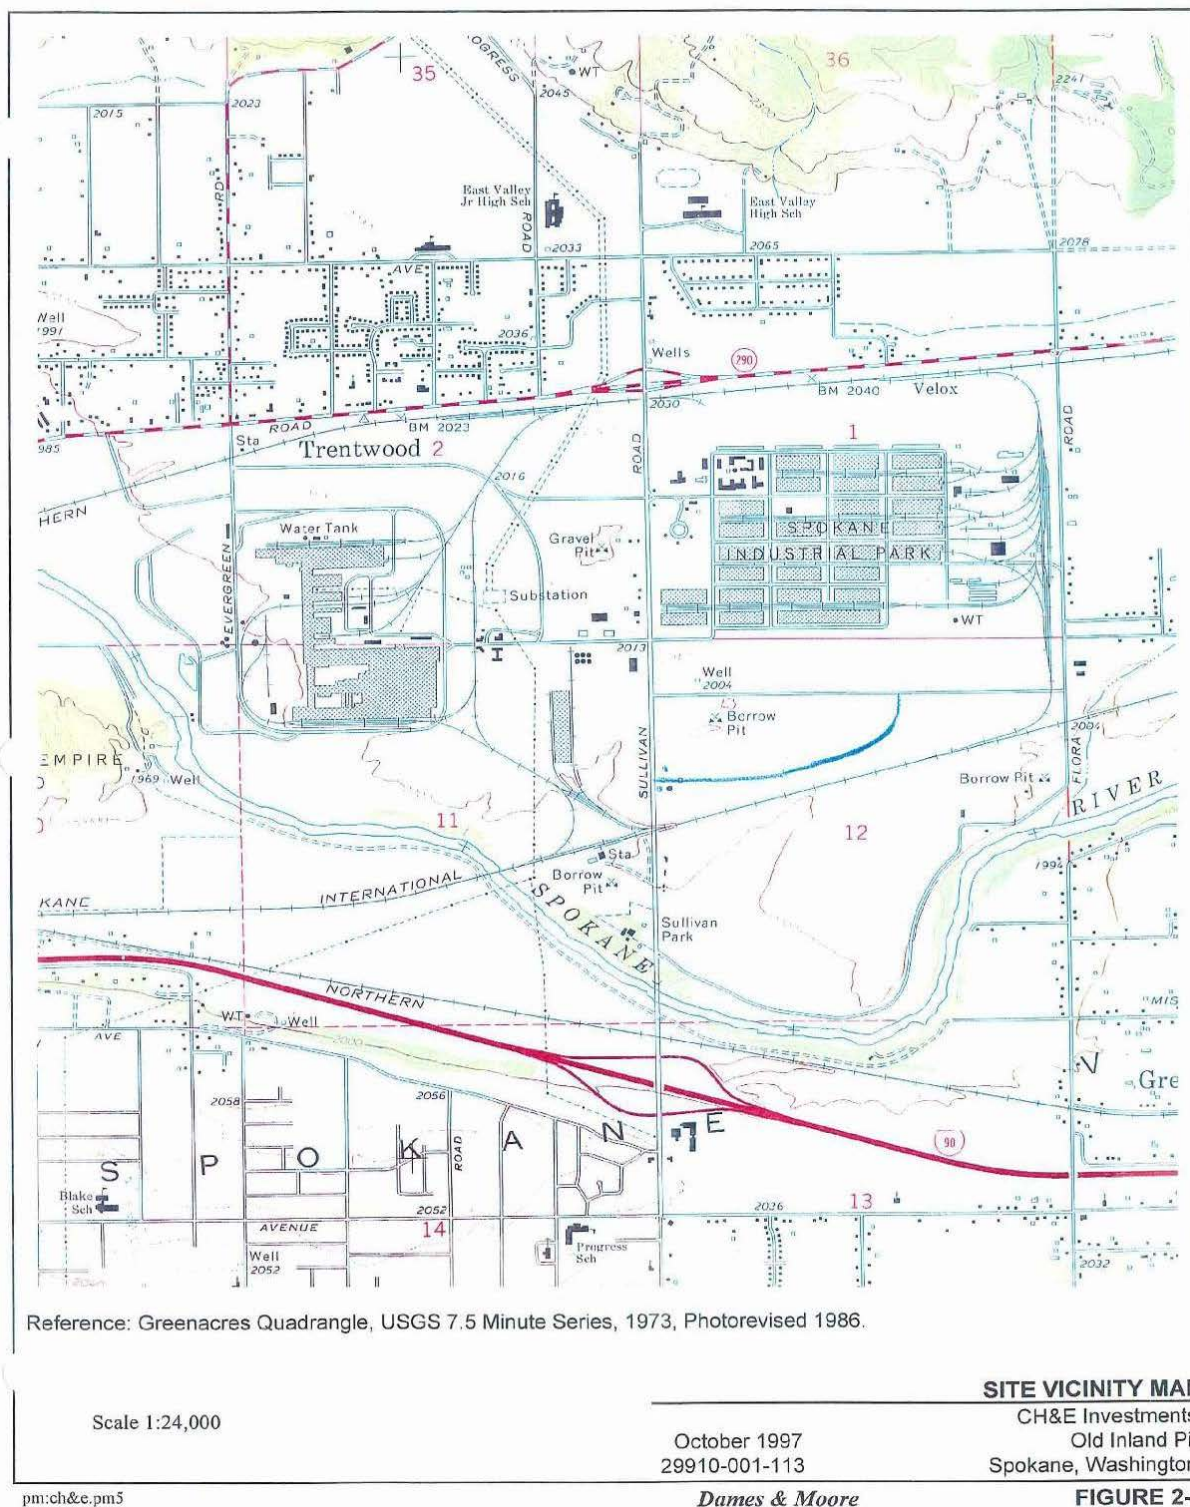 35
OGRESS
WT
36
2241
2023
2045
2015
East Valley
Jr High Sch
East Valley
High Sch
RD
ROAD
2033
2065
2078
AVE
Well
1991
2036
Wells
290
BM 2040
Velox
2030
ROAD
BM 2023
985
Sta
Trentwood 2
ROAD
1
ROAD
2016
HERN
Water Tank
Gravel
Pit
SPOKANE
INDUSTRIAL PARK
EVERGREEN
Substation
WT
2013
Well
2004
Borrow
Pit
2004
EMPIRE
1969 Well
SULLIVAN
FLORA
Borrow Pit
RIVER
11
12
Sta
Borrow
Pit
1994
INTERNATIONAL
KANE
SPOKANE
Sullivan
Park
NORTHERN
MIS
WT
Well
AVE
2000
V
Gre
2058
2056
ROAD
S P O K A N E
90
Blake
Sch
2052
2026
13
AVENUE
14
Well
2052
Progress
Sch
2032
Reference: Greenacres Quadrangle, USGS 7.5 Minute Series, 1973, Photorevised 1986.
SITE VICINITY MA
Scale 1:24,000
CH&E Investments
October 1997
Old Inland Pi
29910-001-113
Spokane, Washington
pm:ch&e.pm5
Dames & Moore
FIGURE 2-